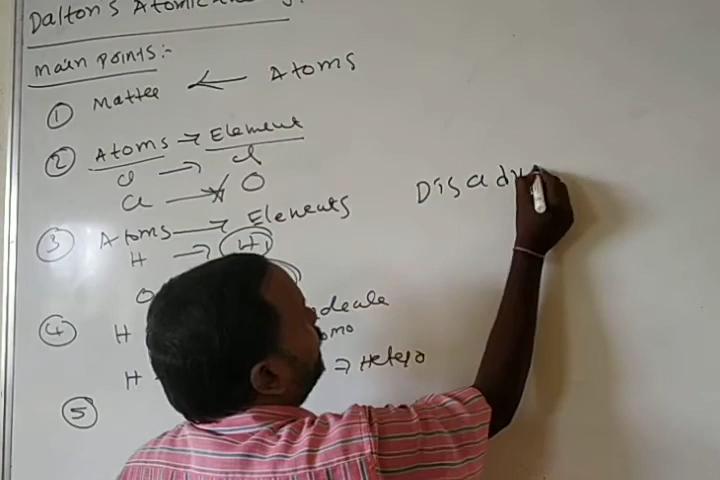 Dalton's Atomic
Main points:-
① Matter ← Atoms
② Atoms → Element
Cl → Cl
Cl → O
③ Atoms → Elements
H → H
O
④ H
Homo
H ⇒ Hetero
⑤
Disadv